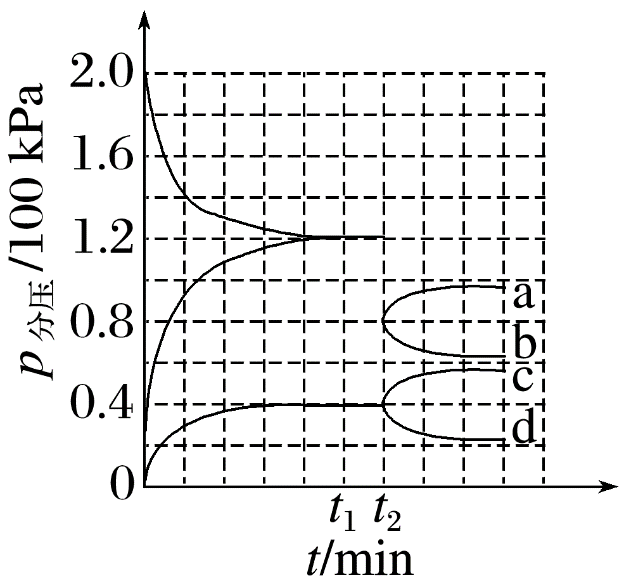 p分压/100 kPa
2.0
1.6
1.2
0.8
0.4
0
a
b
c
d
t₁ t₂
t/min